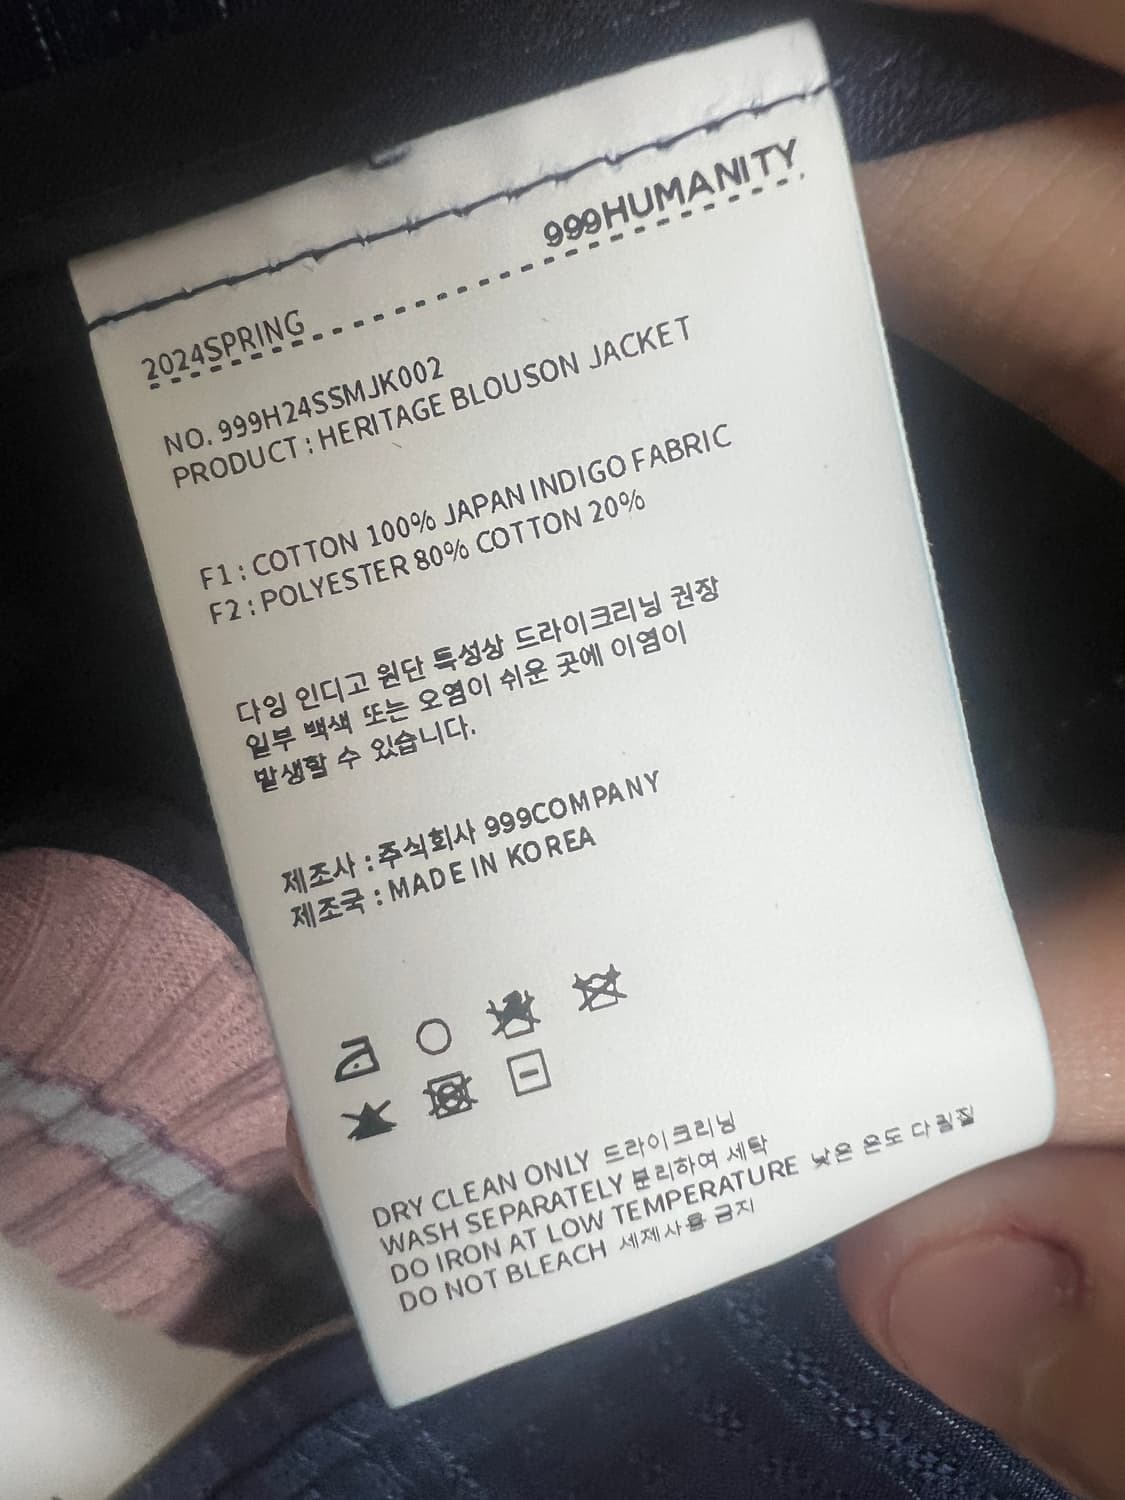 999HUMANITY
2024SPRING
NO. 999H24SSMJK002
PRODUCT : HERITAGE BLOUSON JACKET
F1 : COTTON 100% JAPAN INDIGO FABRIC
F2 : POLYESTER 80% COTTON 20%
다잉 인디고 원단 특성상 드라이크리닝 권장
일부 백색 또는 오염이 쉬운 곳에 이염이
발생할 수 있습니다.
제조사 : 주식회사 999COMPANY
제조국 : MADE IN KOREA
DRY CLEAN ONLY 드라이크리닝
WASH SEPARATELY 분리하여 세탁
DO IRON AT LOW TEMPERATURE 낮은 온도 다림질
DO NOT BLEACH 세제사용 금지